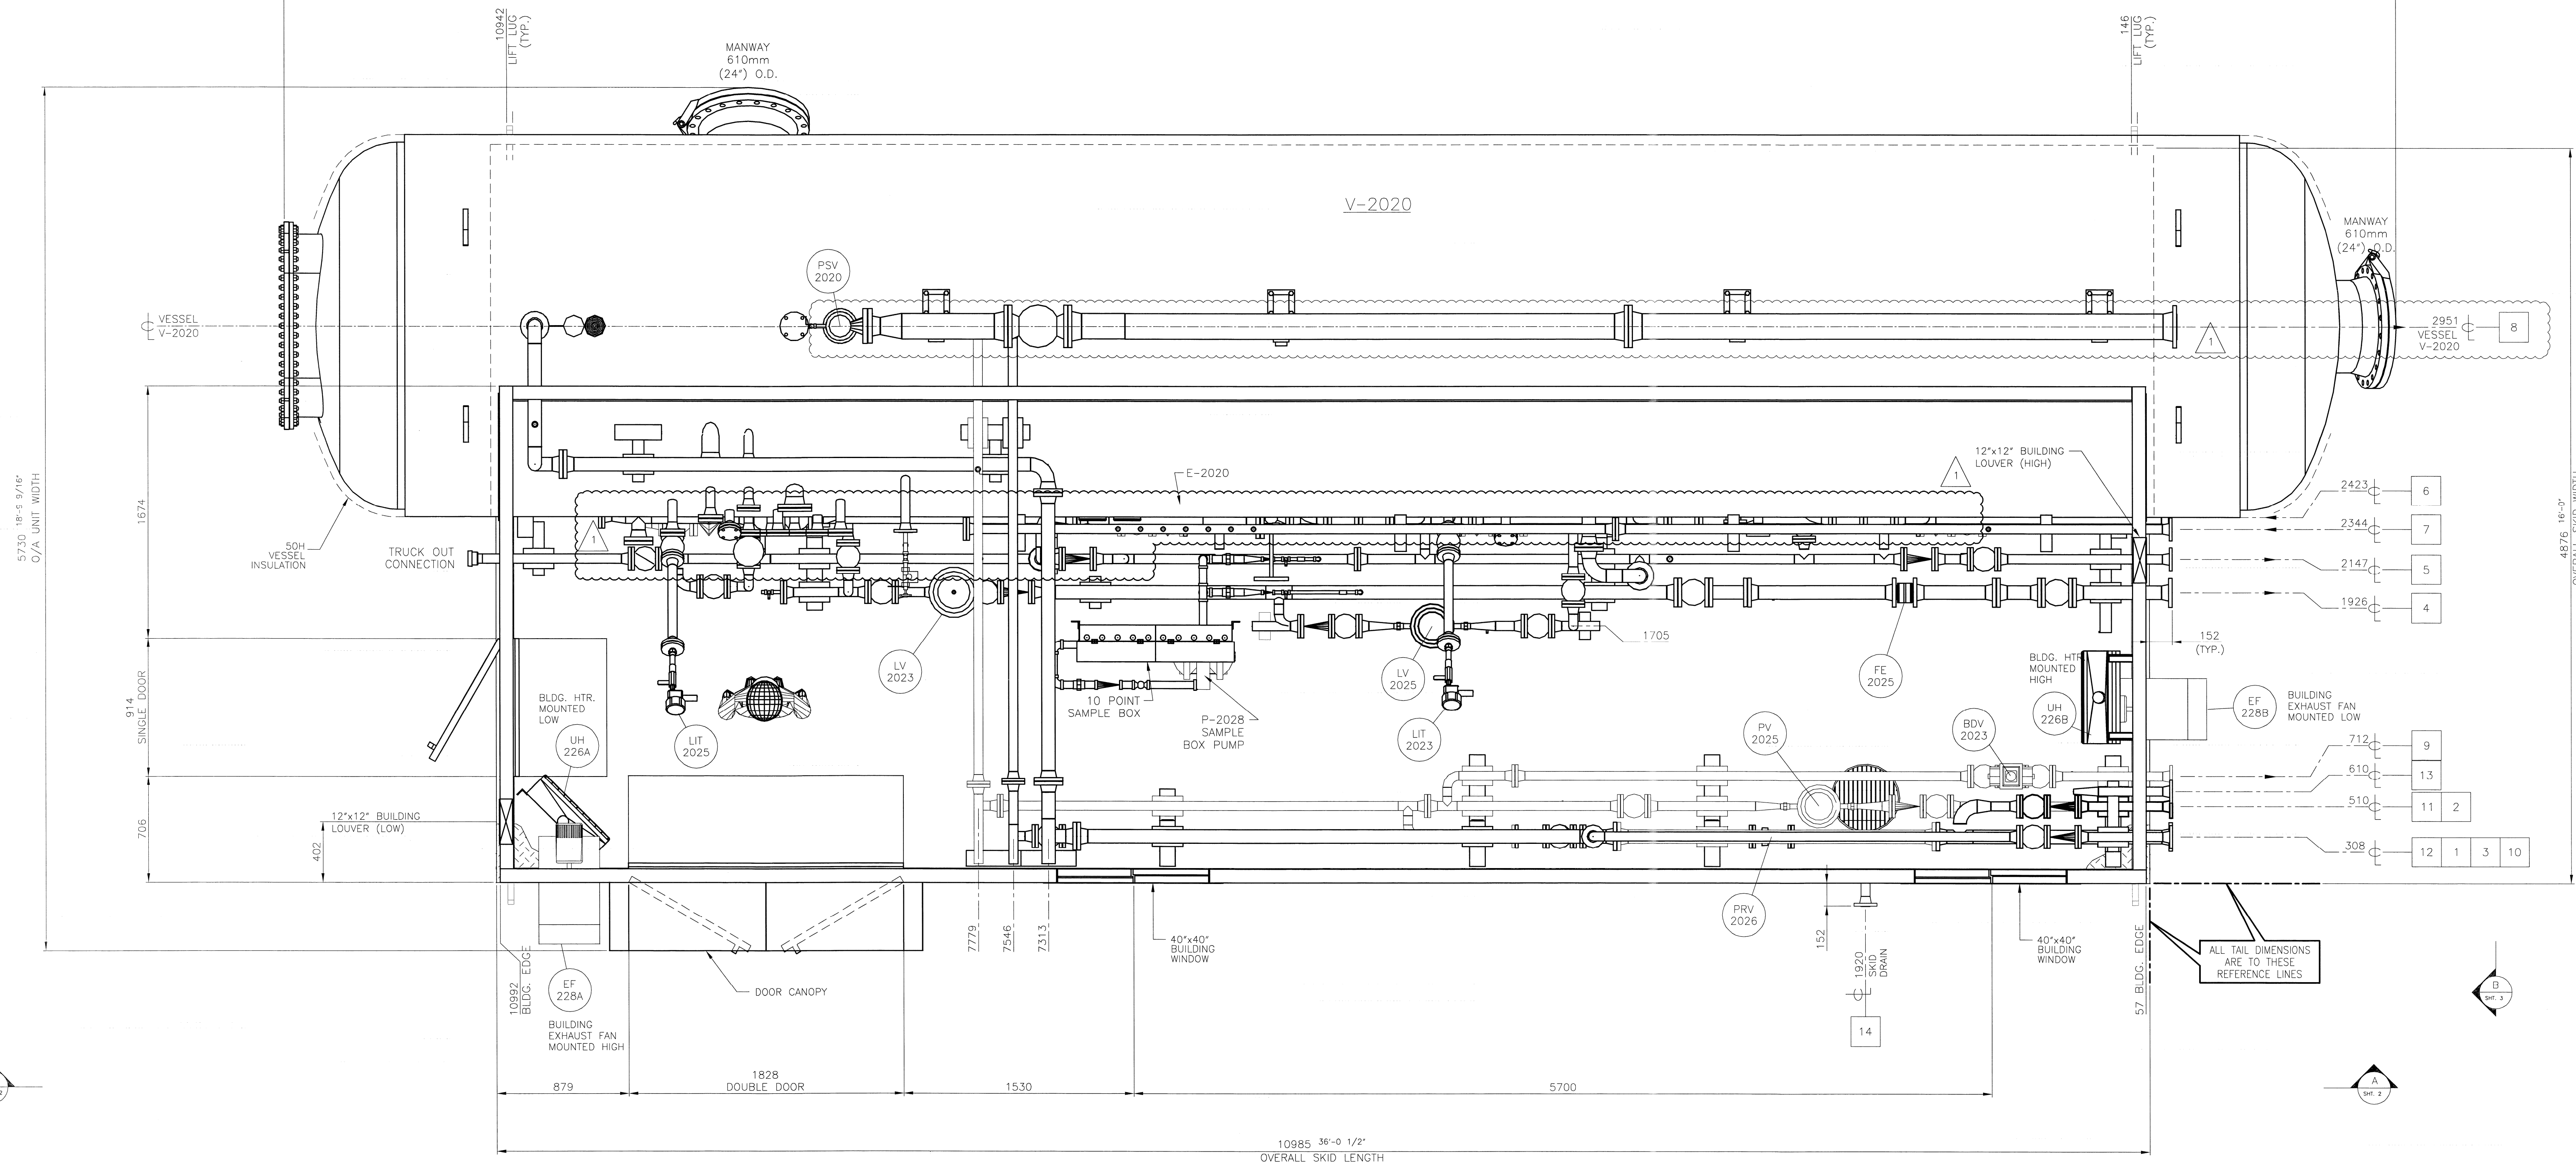 10942
LIFT LUG
(TYP.)
146
LIFT LUG
(TYP.)
MANWAY
610mm
(24") O.D.
V-2020
MANWAY
610mm
(24") O.D.
PSV
2020
VESSEL
V-2020
2951
VESSEL
V-2020
8
1
5730 18'-9 9/16"
O/A UNIT WIDTH
4876 16'-0"
1674
E-2020
1
12"x12" BUILDING
LOUVER (HIGH)
2423
6
2344
7
2147
5
1926
4
50H
VESSEL
INSULATION
TRUCK OUT
CONNECTION
1
152
(TYP.)
1705
914
SINGLE DOOR
BLDG. HTR.
MOUNTED
LOW
UH
226A
LIT
2025
LV
2023
10 POINT
SAMPLE BOX
P-2028
SAMPLE
BOX PUMP
LV
2025
LIT
2023
FE
2025
PV
2025
BDV
2023
BLDG. HTR
MOUNTED
HIGH
UH
226B
EF
228B
BUILDING
EXHAUST FAN
MOUNTED LOW
712
9
610
13
510
11
2
308
12
1
3
10
706
12"x12" BUILDING
LOUVER (LOW)
402
PRV
2026
7779
7546
7313
40"x40"
BUILDING
WINDOW
152
1920
SKID
DRAIN
14
40"x40"
BUILDING
WINDOW
57 BLDG. EDGE
ALL TAIL DIMENSIONS
ARE TO THESE
REFERENCE LINES
10992
BLDG. EDGE
EF
228A
BUILDING
EXHAUST FAN
MOUNTED HIGH
DOOR CANOPY
B
SHT. 3
A
SHT. 2
879
1828
DOUBLE DOOR
1530
5700
10985 36'-0 1/2"
OVERALL SKID LENGTH